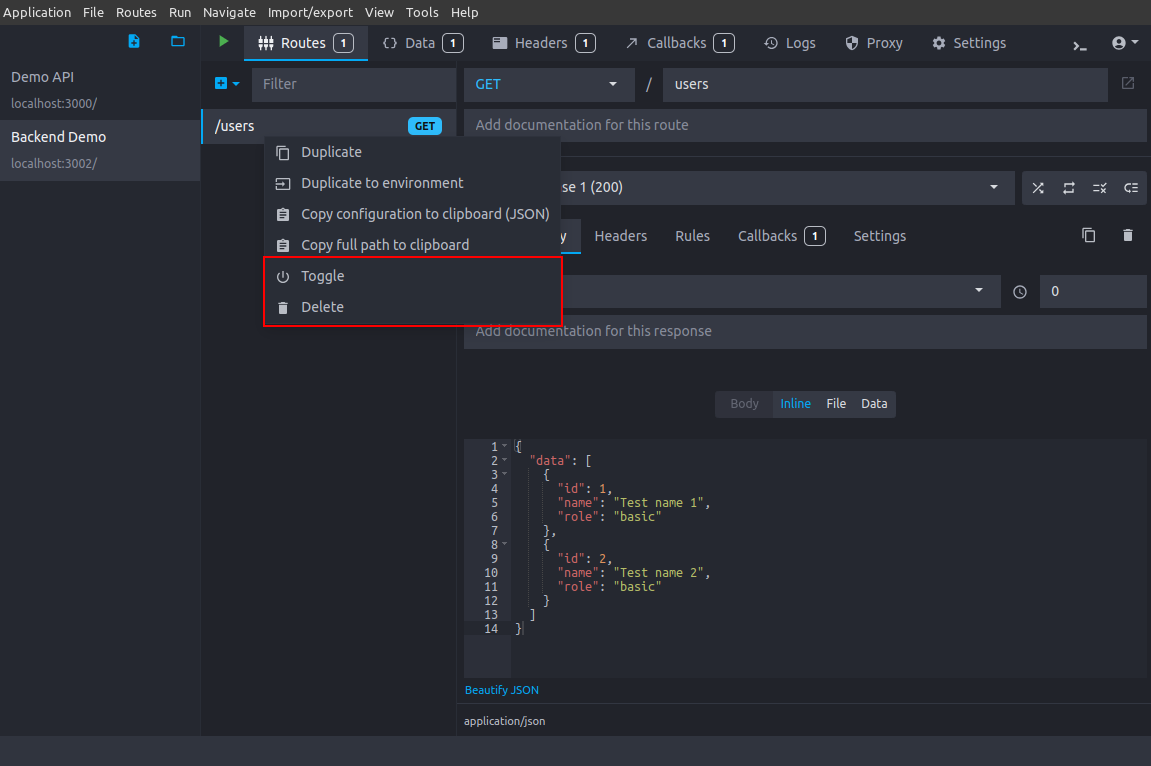 Application File Routes Run Navigate Import/export View Tools Help
Routes 1 Data 1 Headers 1 Callbacks 1 Logs Proxy Settings
Demo API
localhost:3000/
Backend Demo
localhost:3002/
Filter
/users GET
GET / users
Add documentation for this route
Duplicate
Duplicate to environment
Copy configuration to clipboard (JSON)
Copy full path to clipboard
Toggle
Delete
se 1 (200)
y Headers Rules Callbacks 1 Settings
0
Add documentation for this response
Body Inline File Data
1 {
2 "data": [
3 {
4 "id": 1,
5 "name": "Test name 1",
6 "role": "basic"
7 },
8 {
9 "id": 2,
10 "name": "Test name 2",
11 "role": "basic"
12 }
13 ]
14 }
Beautify JSON
application/json